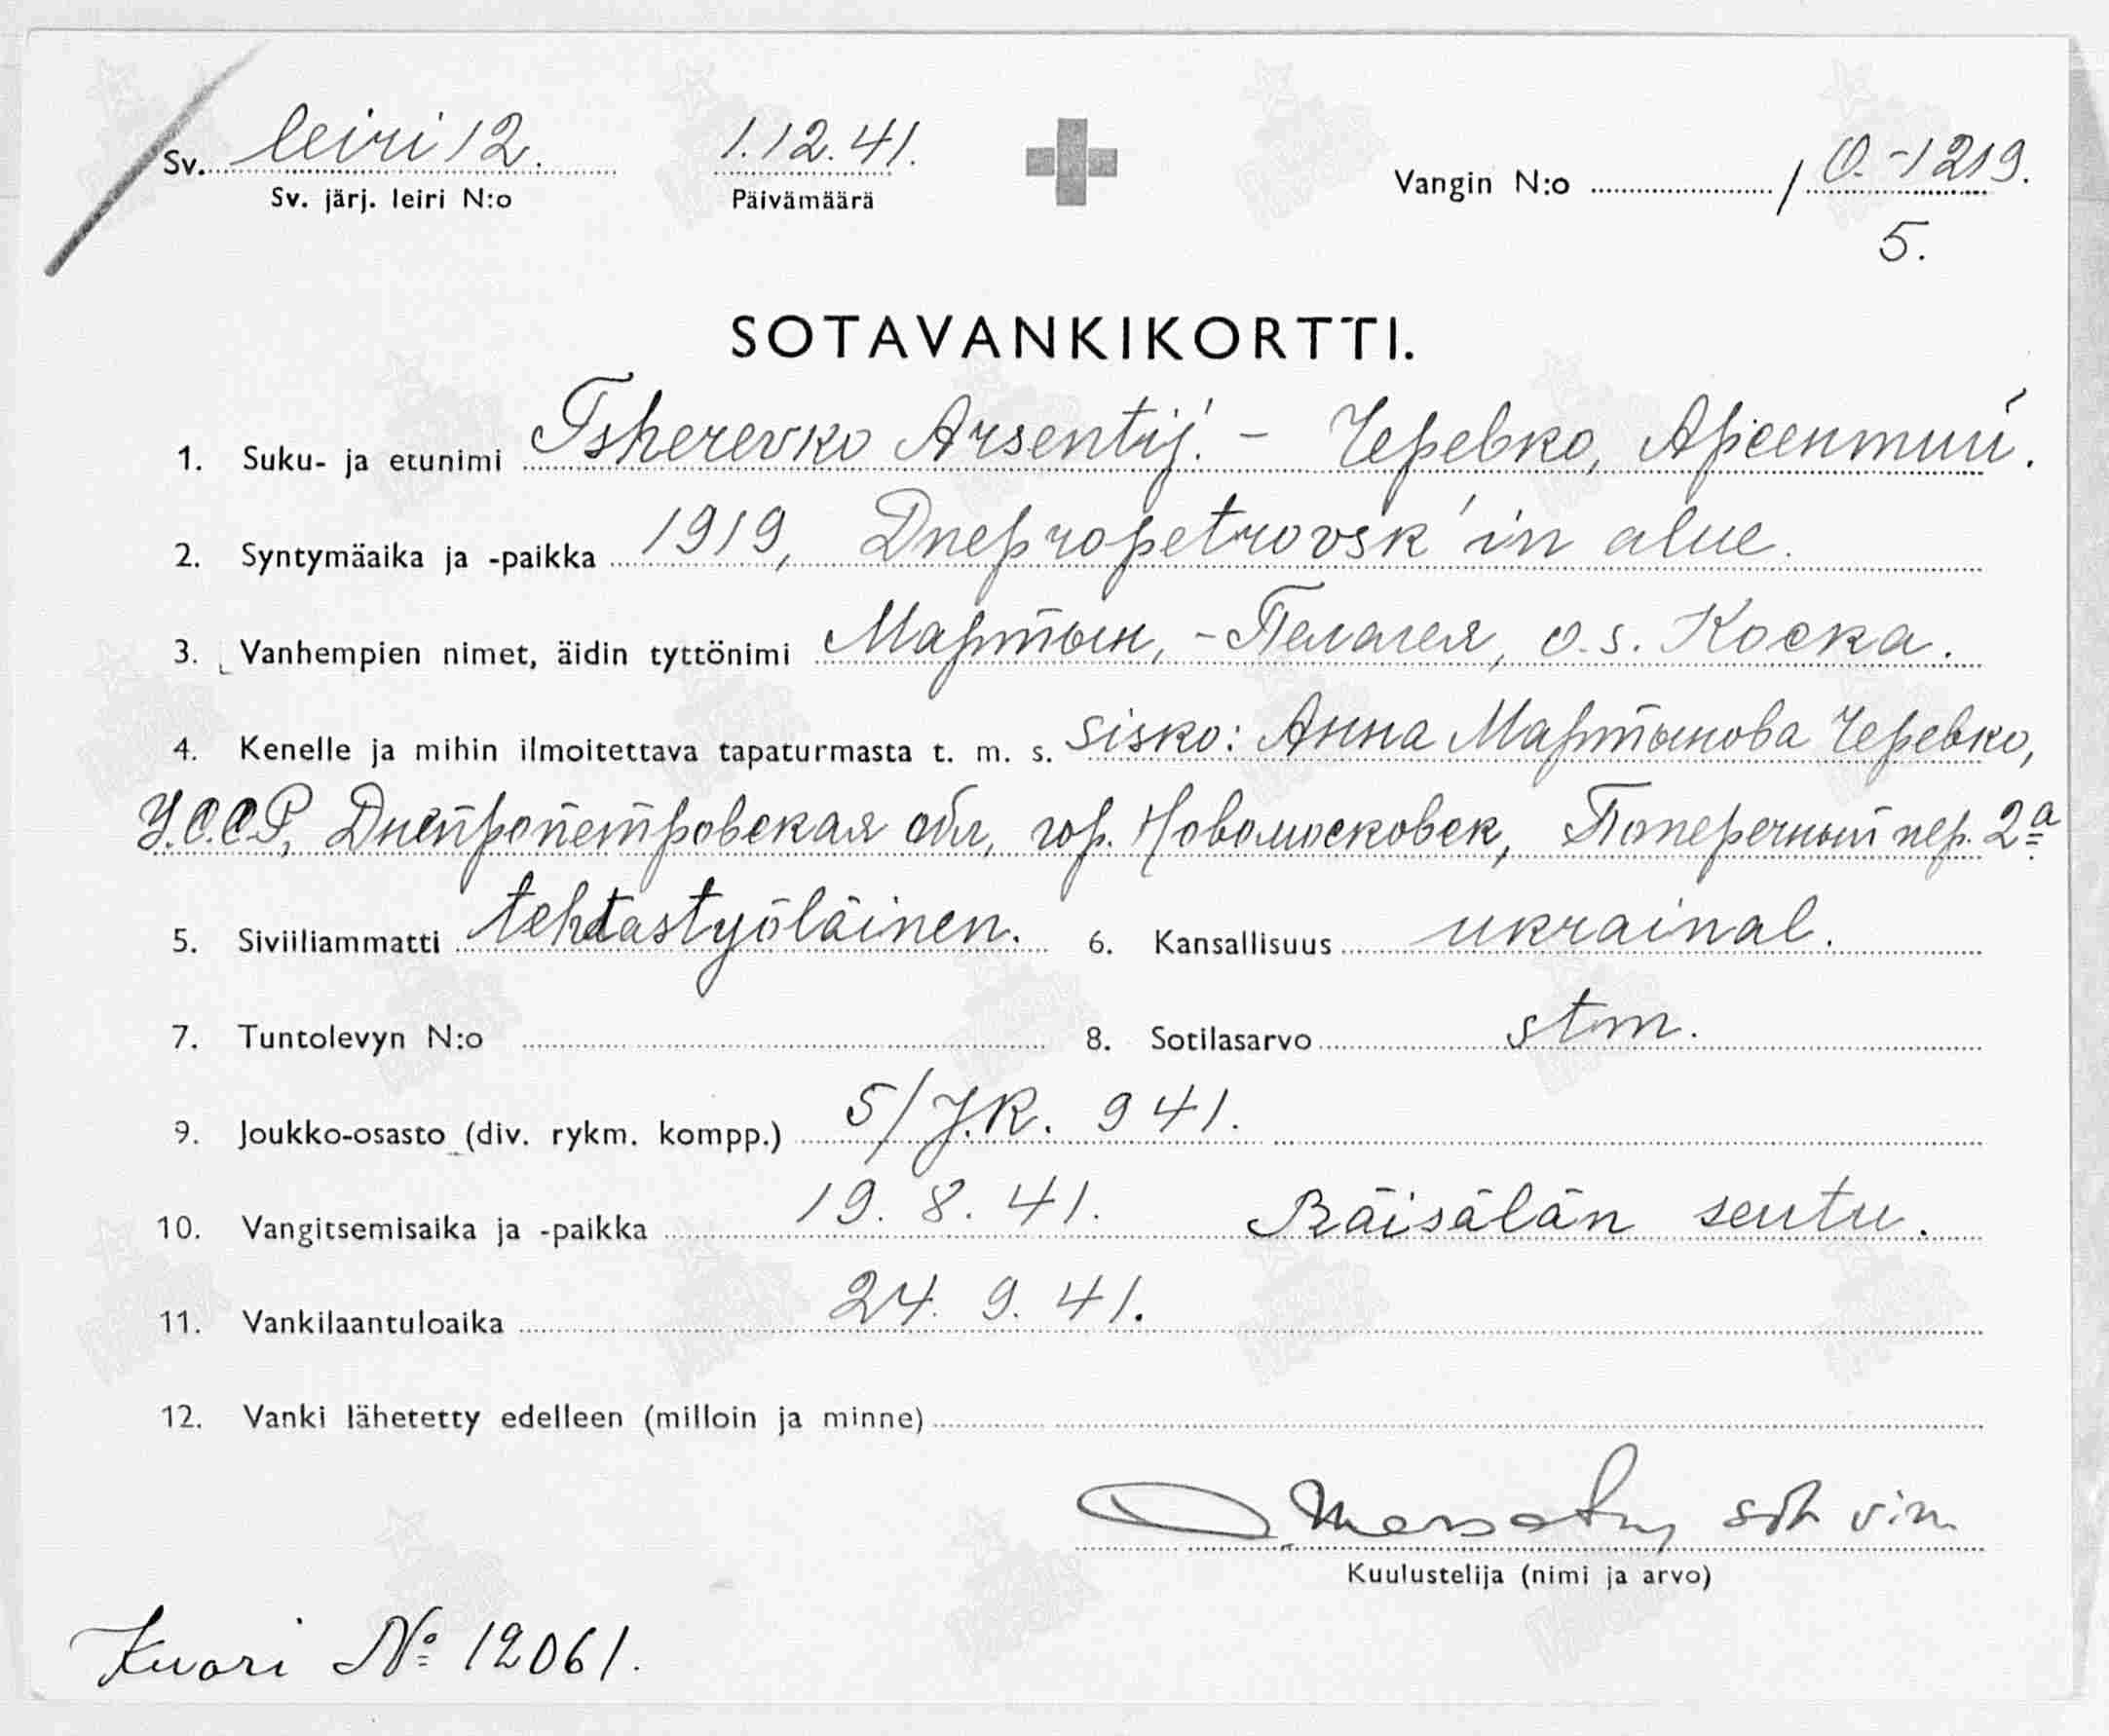 Sv. leiri 12. 1.12.41. Vangin N:o / O.-1219.
Sv. järj. leiri N:o Päivämäärä 5.
SOTAVANKIKORTTI.
1. Suku- ja etunimi Tsherevko Arsentij. - Черевко, Арсентий.
2. Syntymäaika ja -paikka 1919, Dnepropetrovsk'in alue.
3. Vanhempien nimet, äidin tyttönimi Мартын, - Пелагея, o.s. Коска.
4. Kenelle ja mihin ilmoitettava tapaturmasta t. m. s. sisko: Анна Мартынова Черевко,
У.С.С.Р, Днепропетровская обл, гор. Новомосковск, Поперечный пер. 2а
5. Siviiliammatti tehtastyöläinen. 6. Kansallisuus ukrainal.
7. Tuntolevyn N:o 8. Sotilasarvo stm.
9. Joukko-osasto (div. rykm. kompp.) 5/J.R. 941.
10. Vangitsemisaika ja -paikka 19. 8. 41. Räisälän seutu.
11. Vankilaantuloaika 24. 9. 41.
12. Vanki lähetetty edelleen (milloin ja minne)
Kuulustelija (nimi ja arvo)
Kuori № 12061.